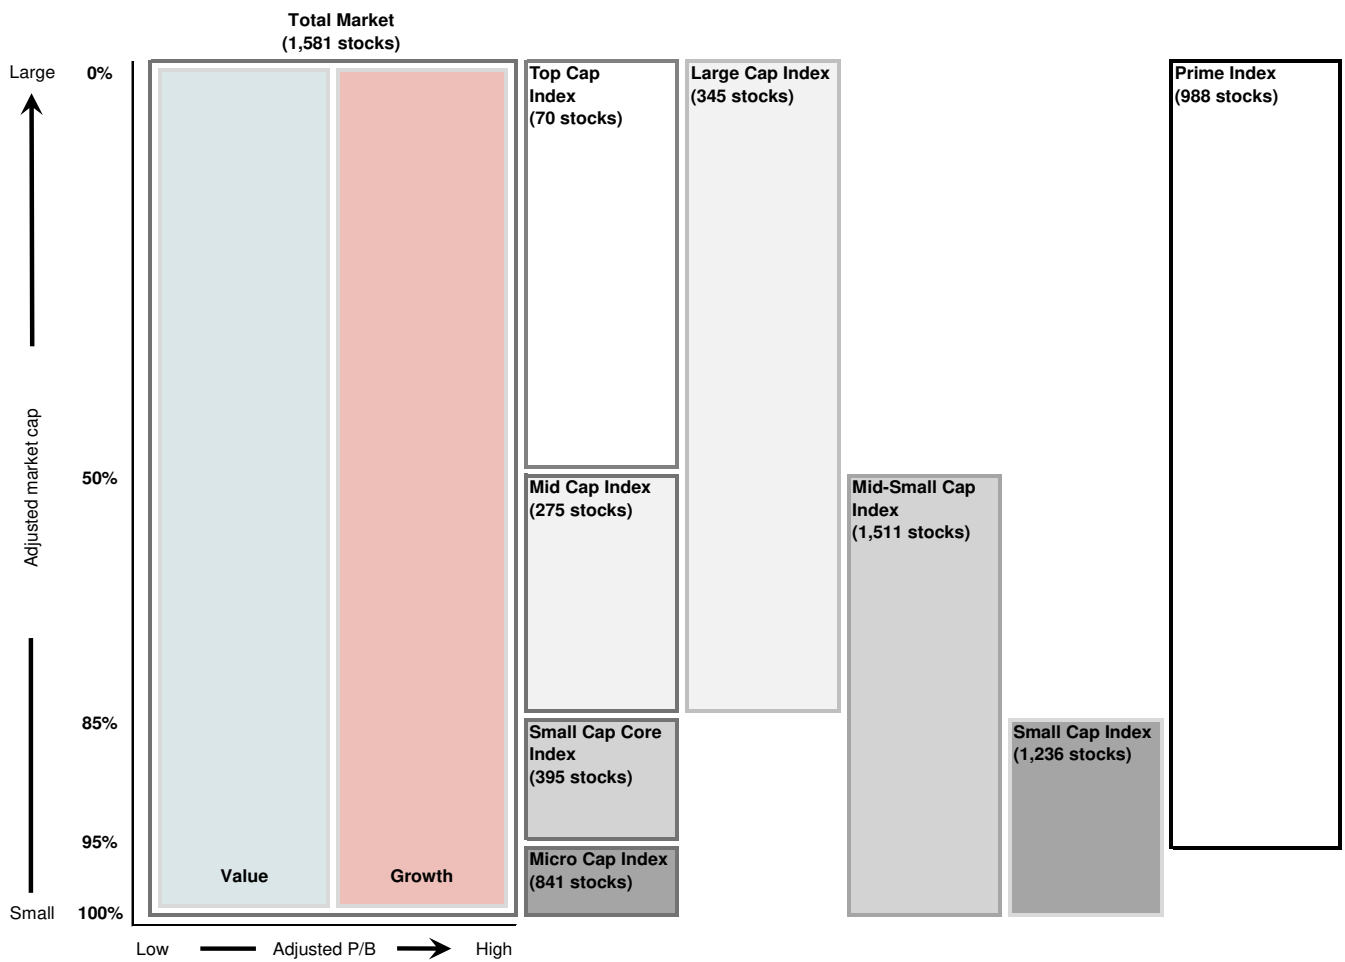 Total Market
(1,581 stocks)
Large
0%
Top Cap
Index
(70 stocks)
Large Cap Index
(345 stocks)
Prime Index
(988 stocks)
Adjusted market cap
50%
Mid Cap Index
(275 stocks)
Mid-Small Cap
Index
(1,511 stocks)
85%
Small Cap Core
Index
(395 stocks)
Small Cap Index
(1,236 stocks)
95%
Micro Cap Index
(841 stocks)
Value
Growth
Small
100%
Low
Adjusted P/B
High